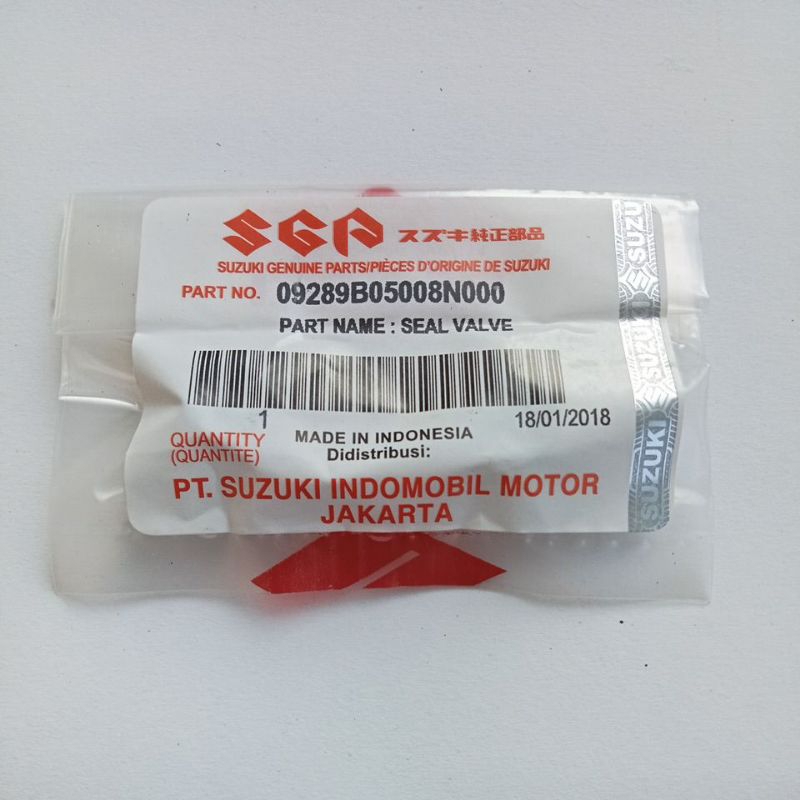 SGP スズキ純正部品
SUZUKI GENUINE PARTS/PIÈCES D'ORIGINE DE SUZUKI
PART NO. 09289B05008N000
PART NAME : SEAL VALVE
1 18/01/2018
QUANTITY MADE IN INDONESIA
(QUANTITE) Didistribusi:
PT. SUZUKI INDOMOBIL MOTOR
JAKARTA
SUZUKI
SUZUKI
SUZUKI
SUZUKI